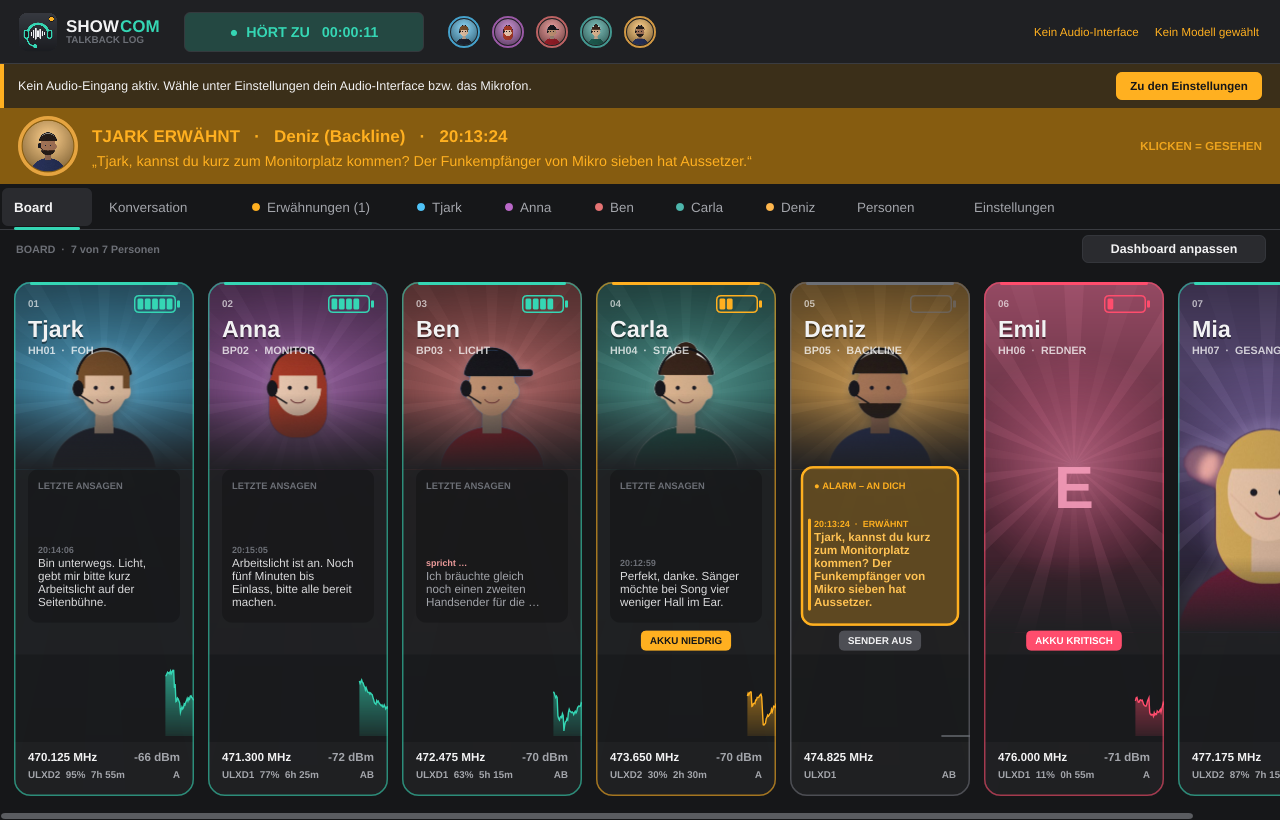 SHOWCOM
TALKBACK LOG
● HÖRT ZU 00:00:11
Kein Audio-Interface Kein Modell gewählt
Kein Audio-Eingang aktiv. Wähle unter Einstellungen dein Audio-Interface bzw. das Mikrofon.
Zu den Einstellungen
TJARK ERWÄHNT · Deniz (Backline) · 20:13:24
„Tjark, kannst du kurz zum Monitorplatz kommen? Der Funkempfänger von Mikro sieben hat Aussetzer.“
KLICKEN = GESEHEN
Board Konversation Erwähnungen (1) Tjark Anna Ben Carla Deniz Personen Einstellungen
BOARD · 7 von 7 Personen
Dashboard anpassen
01
Tjark
HH01 · FOH
LETZTE ANSAGEN
20:14:06
Bin unterwegs. Licht,
gebt mir bitte kurz
Arbeitslicht auf der
Seitenbühne.
470.125 MHz -66 dBm
ULXD2 95% 7h 55m A
02
Anna
BP02 · MONITOR
LETZTE ANSAGEN
20:15:05
Arbeitslicht ist an. Noch
fünf Minuten bis
Einlass, bitte alle bereit
machen.
471.300 MHz -72 dBm
ULXD1 77% 6h 25m AB
03
Ben
BP03 · LICHT
LETZTE ANSAGEN
spricht …
Ich bräuchte gleich
noch einen zweiten
Handsender für die …
472.475 MHz -70 dBm
ULXD1 63% 5h 15m AB
04
Carla
HH04 · STAGE
LETZTE ANSAGEN
20:12:59
Perfekt, danke. Sänger
möchte bei Song vier
weniger Hall im Ear.
AKKU NIEDRIG
473.650 MHz -70 dBm
ULXD2 30% 2h 30m A
05
Deniz
BP05 · BACKLINE
● ALARM – AN DICH
20:13:24 · ERWÄHNT
Tjark, kannst du kurz
zum Monitorplatz
kommen? Der
Funkempfänger von
Mikro sieben hat
Aussetzer.
SENDER AUS
474.825 MHz
ULXD1 AB
06
Emil
HH06 · REDNER
E
AKKU KRITISCH
476.000 MHz -71 dBm
ULXD1 11% 0h 55m A
07
Mia
HH07 · GESANG
477.175 MHz
ULXD2 87% 7h 15